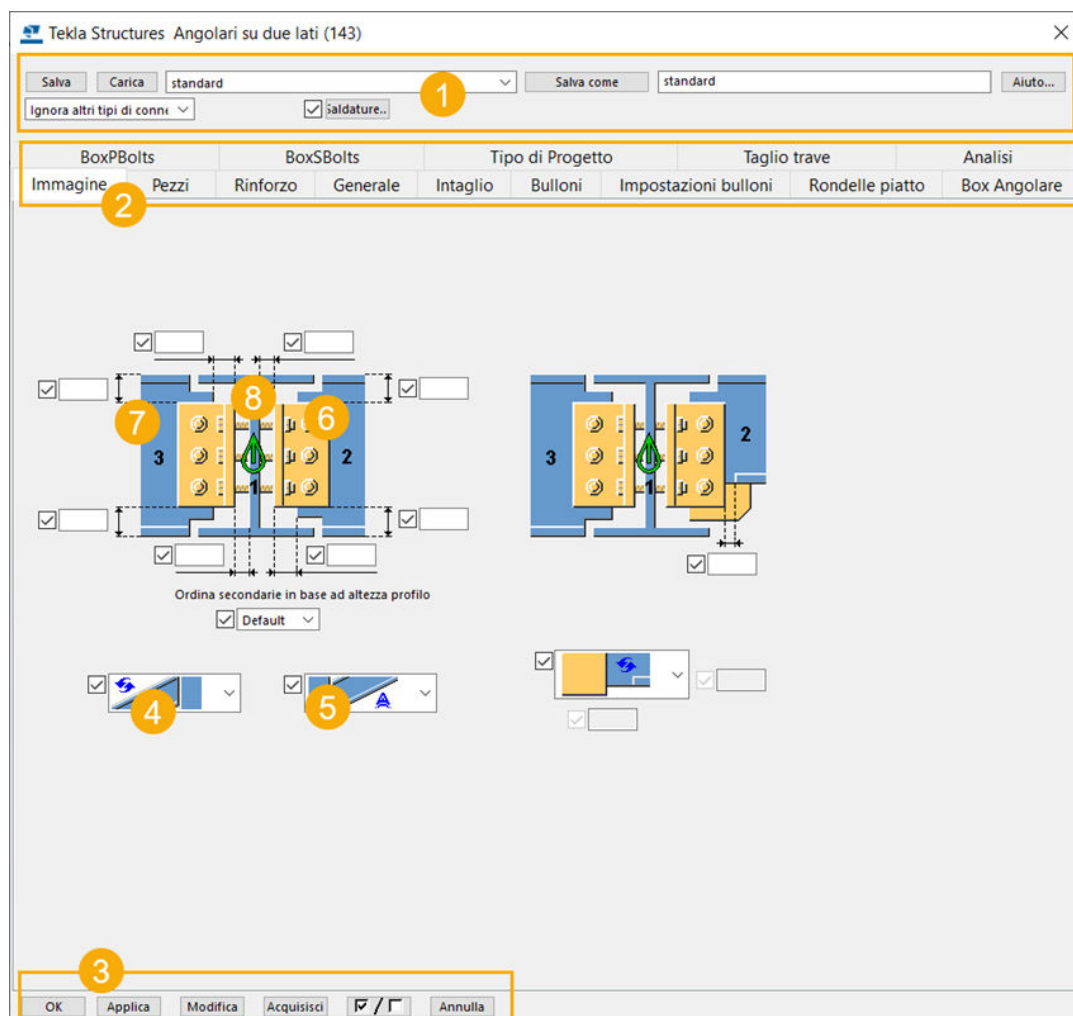 Tekla Structures Angolari su due lati (143)
Salva Carica standard Salva come standard Aiuto...
1
Ignora altri tipi di conne Saldature..
BoxPBolts BoxSBolts Tipo di Progetto Taglio trave Analisi
Immagine Pezzi Rinforzo Generale Intaglio Bulloni Impostazioni bulloni Rondelle piatto Box Angolare
2
8
7 6
3 1 2 3 1 2
Ordina secondarie in base ad altezza profilo
Default
4 5
3
OK Applica Modifica Acquisisci / Annulla